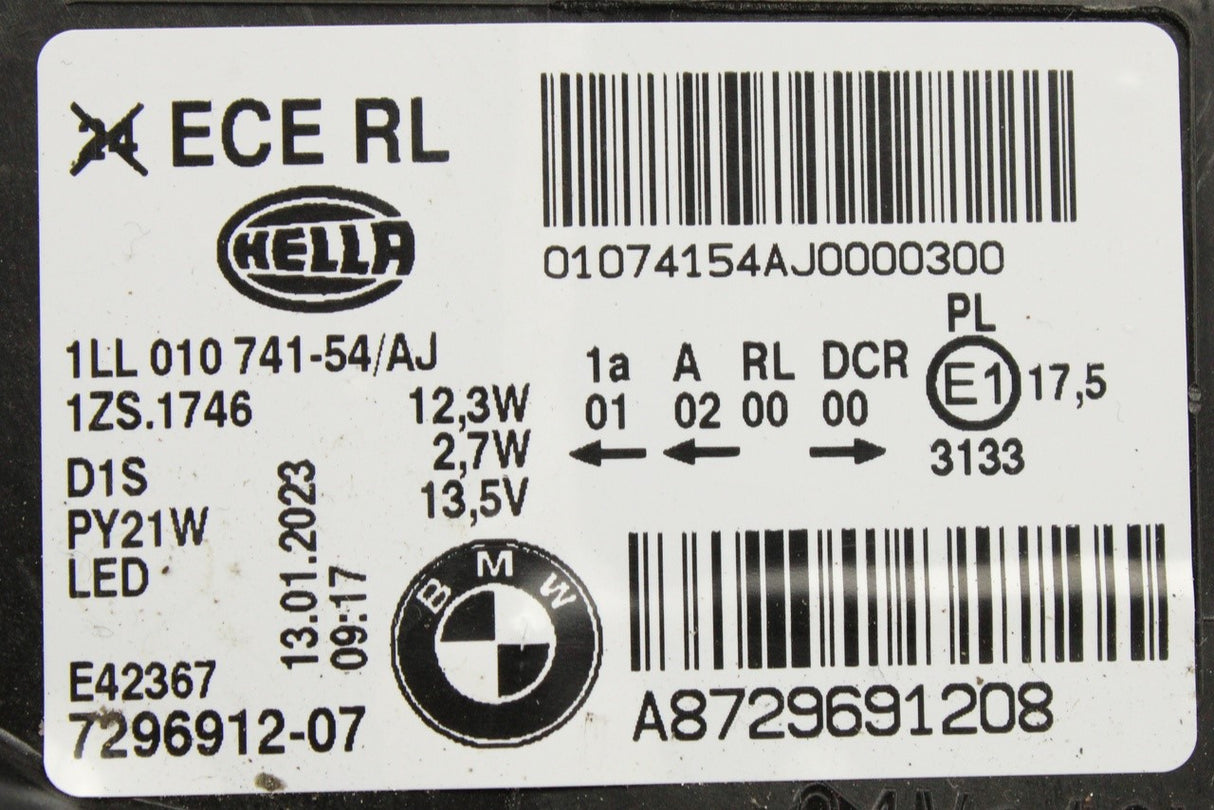 24 ECE RL
HELLA
01074154AJ0000300
1LL 010 741-54/AJ
1ZS.1746
12,3W
2,7W
13,5V
D1S
PY21W
LED
13.01.2023
09:17
E42367
7296912-07
BMW
1a A RL DCR
01 02 00 00
PL
E1 17,5
3133
A8729691208